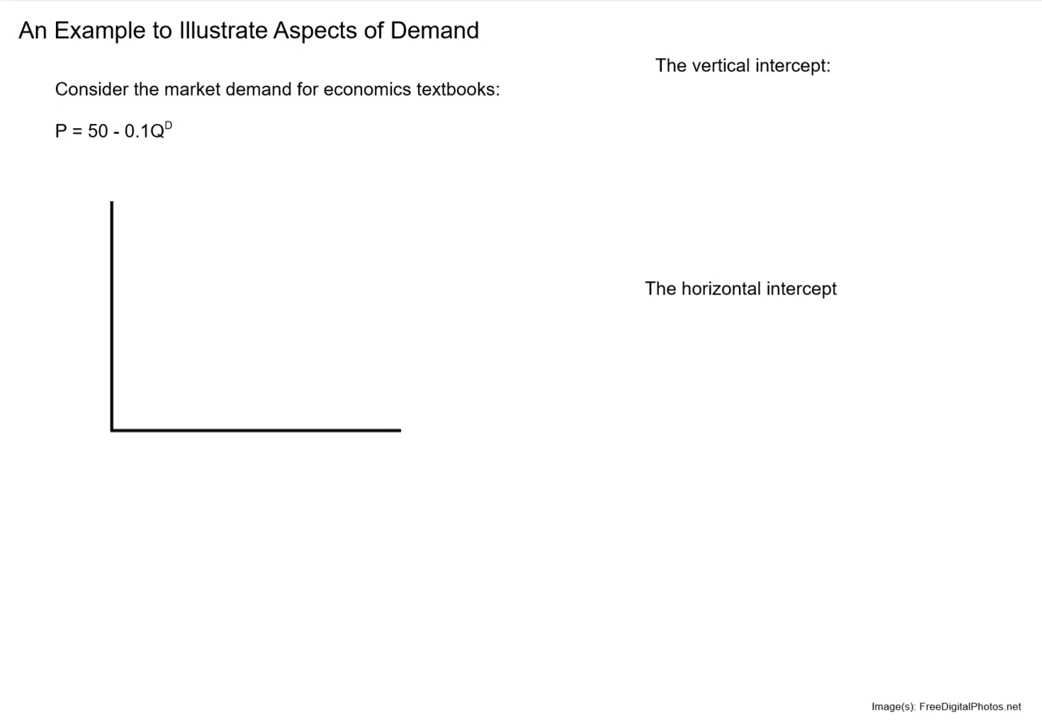 An Example to Illustrate Aspects of Demand
Consider the market demand for economics textbooks:
P = 50 - 0.1Qᴰ
The vertical intercept:
The horizontal intercept
Image(s): FreeDigitalPhotos.net